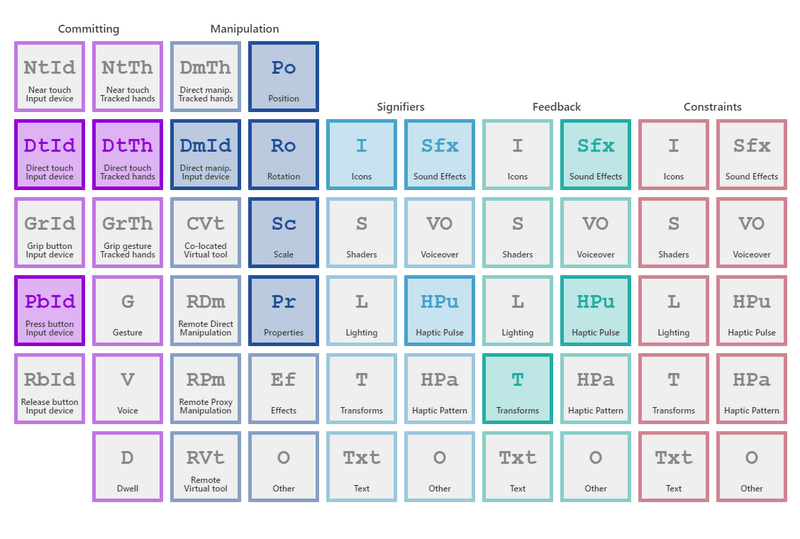 Committing
Manipulation
NtId
Near touch
Input device
NtTh
Near touch
Tracked hands
DmTh
Direct manip.
Tracked hands
Po
Position
Signifiers
Feedback
Constraints
DtId
Direct touch
Input device
DtTh
Direct touch
Tracked hands
DmId
Direct manip.
Input device
Ro
Rotation
I
Icons
Sfx
Sound Effects
I
Icons
Sfx
Sound Effects
I
Icons
Sfx
Sound Effects
GrId
Grip button
Input device
GrTh
Grip gesture
Tracked hands
CVt
Co-located
Virtual tool
Sc
Scale
S
Shaders
VO
Voiceover
S
Shaders
VO
Voiceover
S
Shaders
VO
Voiceover
PbId
Press button
Input device
G
Gesture
RDm
Remote Direct
Manipulation
Pr
Properties
L
Lighting
HPu
Haptic Pulse
L
Lighting
HPu
Haptic Pulse
L
Lighting
HPu
Haptic Pulse
RbId
Release button
Input device
V
Voice
RPm
Remote Proxy
Manipulation
Ef
Effects
T
Transforms
HPa
Haptic Pattern
T
Transforms
HPa
Haptic Pattern
T
Transforms
HPa
Haptic Pattern
D
Dwell
RVt
Remote
Virtual tool
O
Other
Txt
Text
O
Other
Txt
Text
O
Other
Txt
Text
O
Other